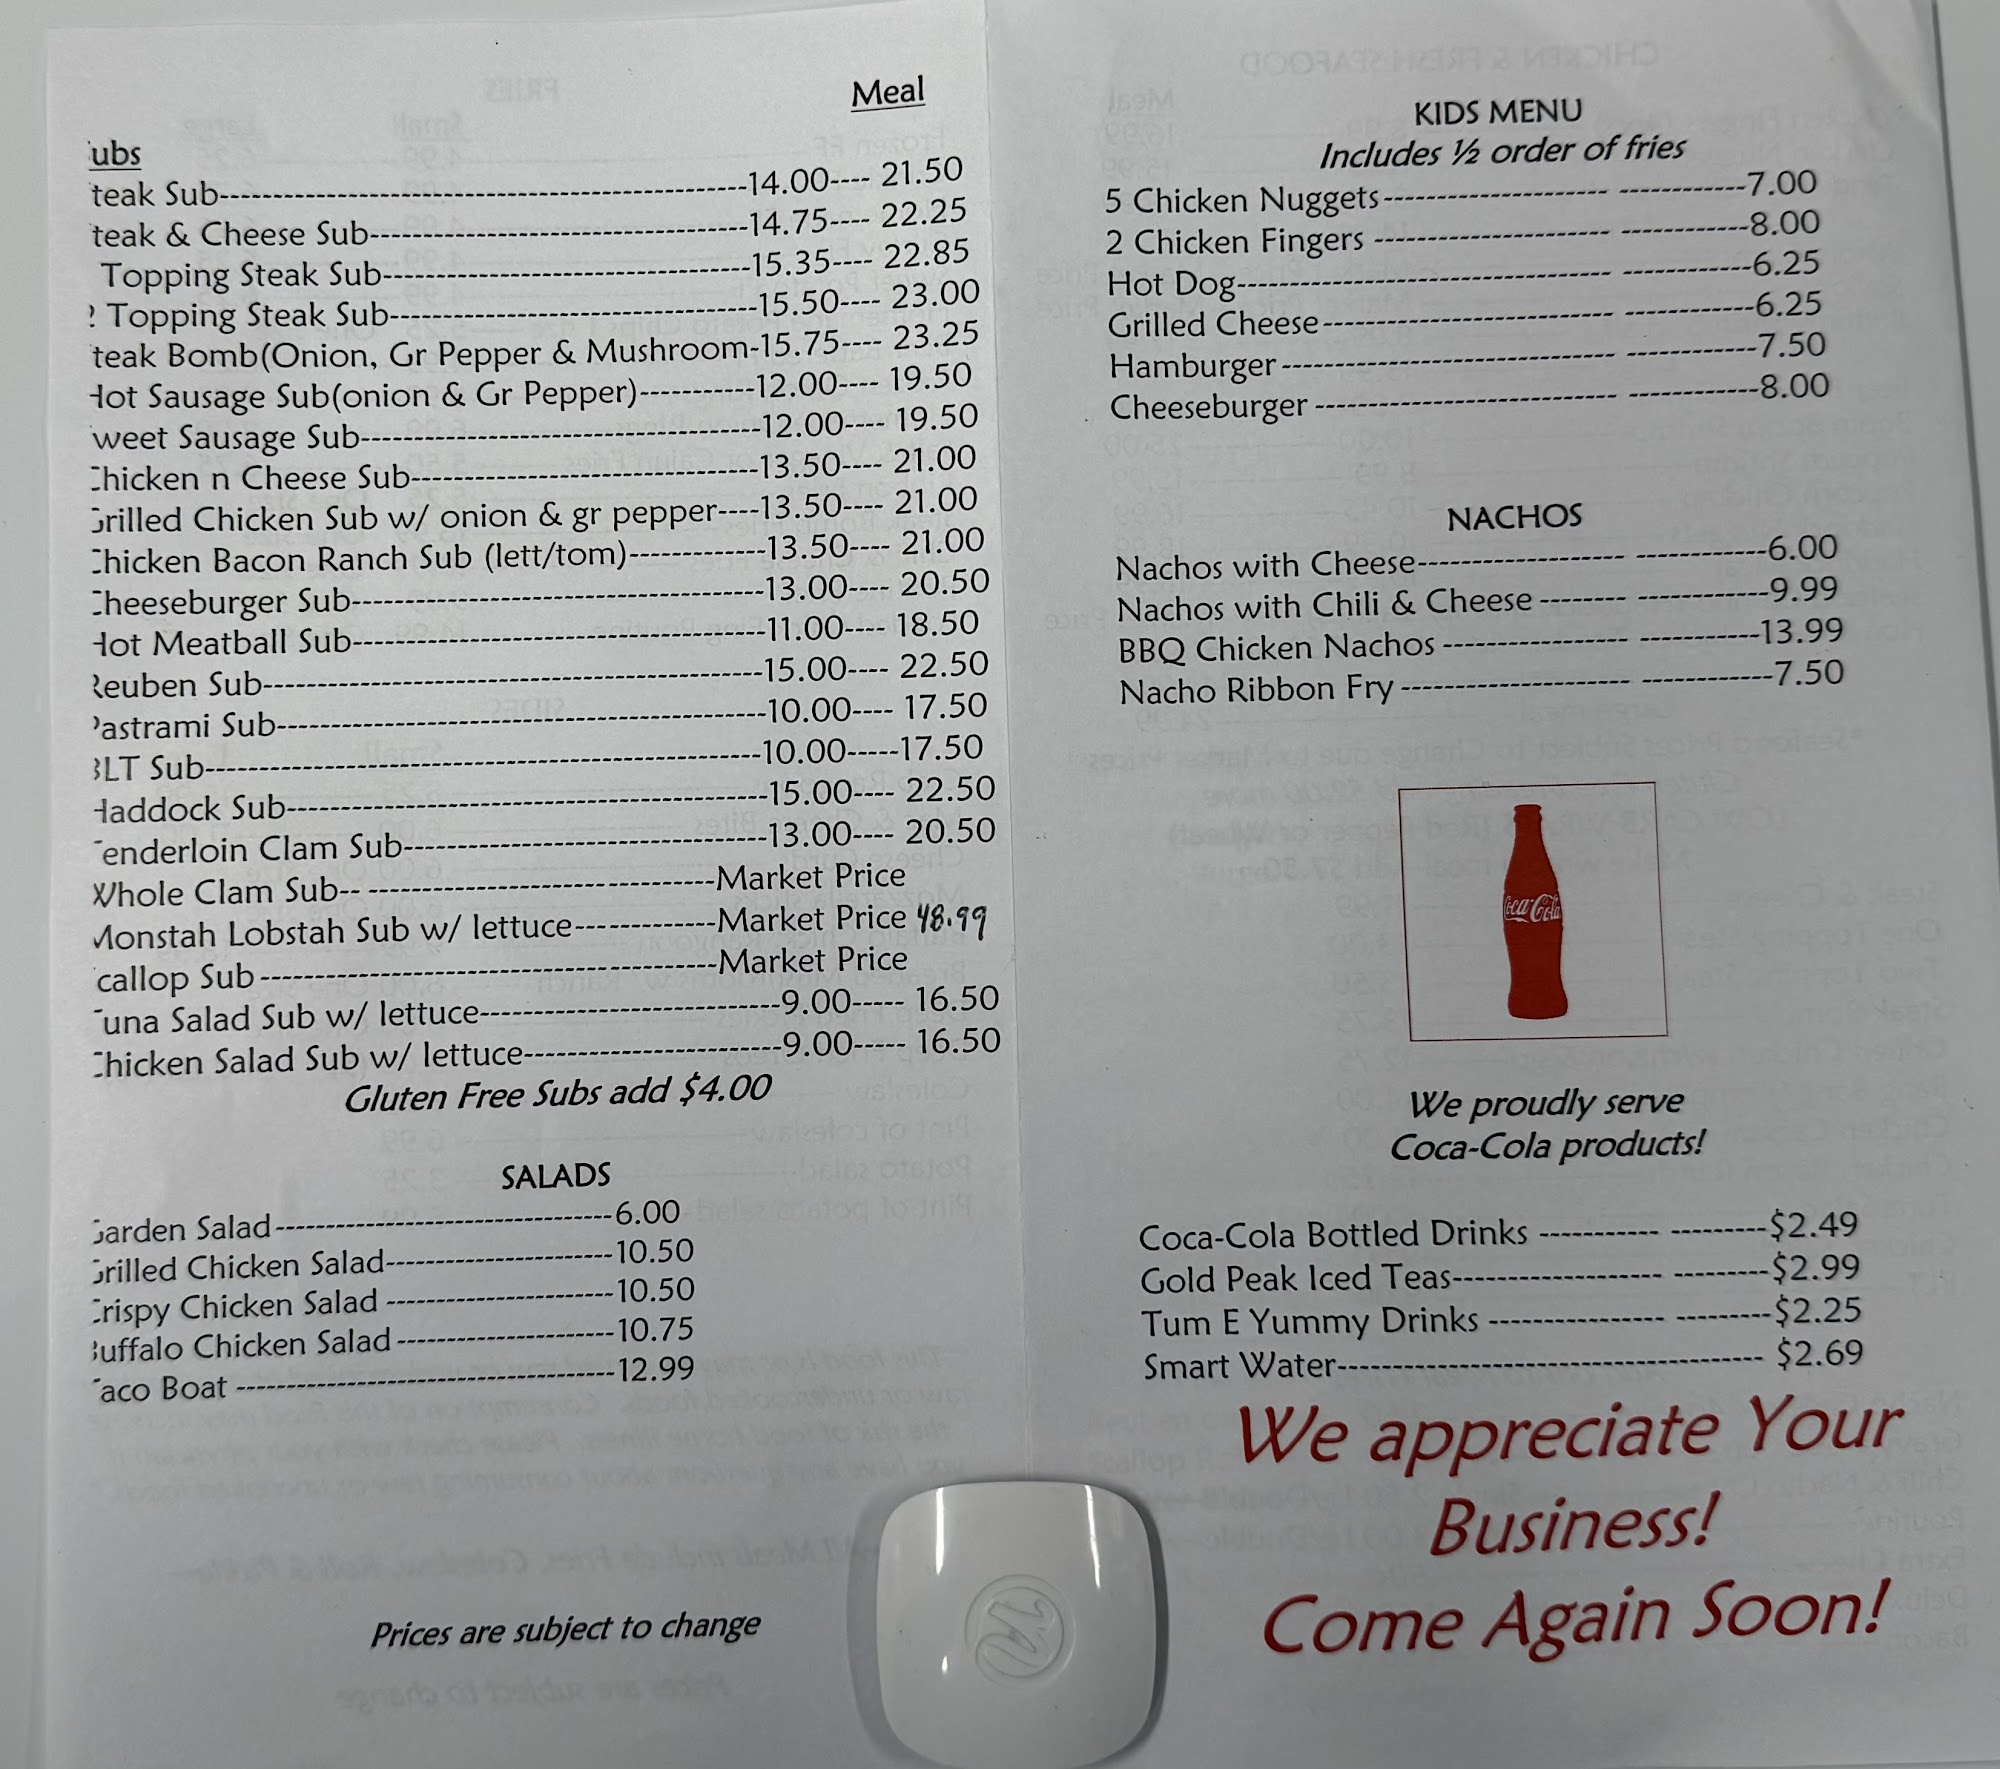 Meal
ubs
teak Sub---14.00---- 21.50
teak & Cheese Sub---14.75---- 22.25
Topping Steak Sub---15.35---- 22.85
2 Topping Steak Sub---15.50---- 23.00
teak Bomb(Onion, Gr Pepper & Mushroom-15.75---- 23.25
Hot Sausage Sub(onion & Gr Pepper)---12.00---- 19.50
weet Sausage Sub---12.00---- 19.50
Chicken n Cheese Sub---13.50---- 21.00
Grilled Chicken Sub w/ onion & gr pepper----13.50---- 21.00
Chicken Bacon Ranch Sub (lett/tom)---13.50---- 21.00
Cheeseburger Sub---13.00---- 20.50
Hot Meatball Sub---11.00---- 18.50
Reuben Sub---15.00---- 22.50
Pastrami Sub---10.00---- 17.50
BLT Sub---10.00-----17.50
Haddock Sub---15.00---- 22.50
Tenderloin Clam Sub---13.00---- 20.50
Whole Clam Sub-- ---Market Price
Monstah Lobstah Sub w/ lettuce---Market Price 48.99
callop Sub ---Market Price
Tuna Salad Sub w/ lettuce---9.00----- 16.50
Chicken Salad Sub w/ lettuce---9.00----- 16.50
Gluten Free Subs add $4.00
SALADS
Garden Salad---6.00
Grilled Chicken Salad---10.50
Crispy Chicken Salad ---10.50
Buffalo Chicken Salad---10.75
Taco Boat ---12.99
Prices are subject to change
KIDS MENU
Includes ½ order of fries
5 Chicken Nuggets--- ---7.00
2 Chicken Fingers --- ---8.00
Hot Dog--- ---6.25
Grilled Cheese--- ---6.25
Hamburger--- ---7.50
Cheeseburger--- ---8.00
NACHOS
Nachos with Cheese--- ---6.00
Nachos with Chili & Cheese--- ---9.99
BBQ Chicken Nachos --- ---13.99
Nacho Ribbon Fry --- ---7.50
Coca-Cola
We proudly serve
Coca-Cola products!
Coca-Cola Bottled Drinks --- ---$2.49
Gold Peak Iced Teas--- ---$2.99
Tum E Yummy Drinks --- ---$2.25
Smart Water--- $2.69
We appreciate Your
Business!
Come Again Soon!